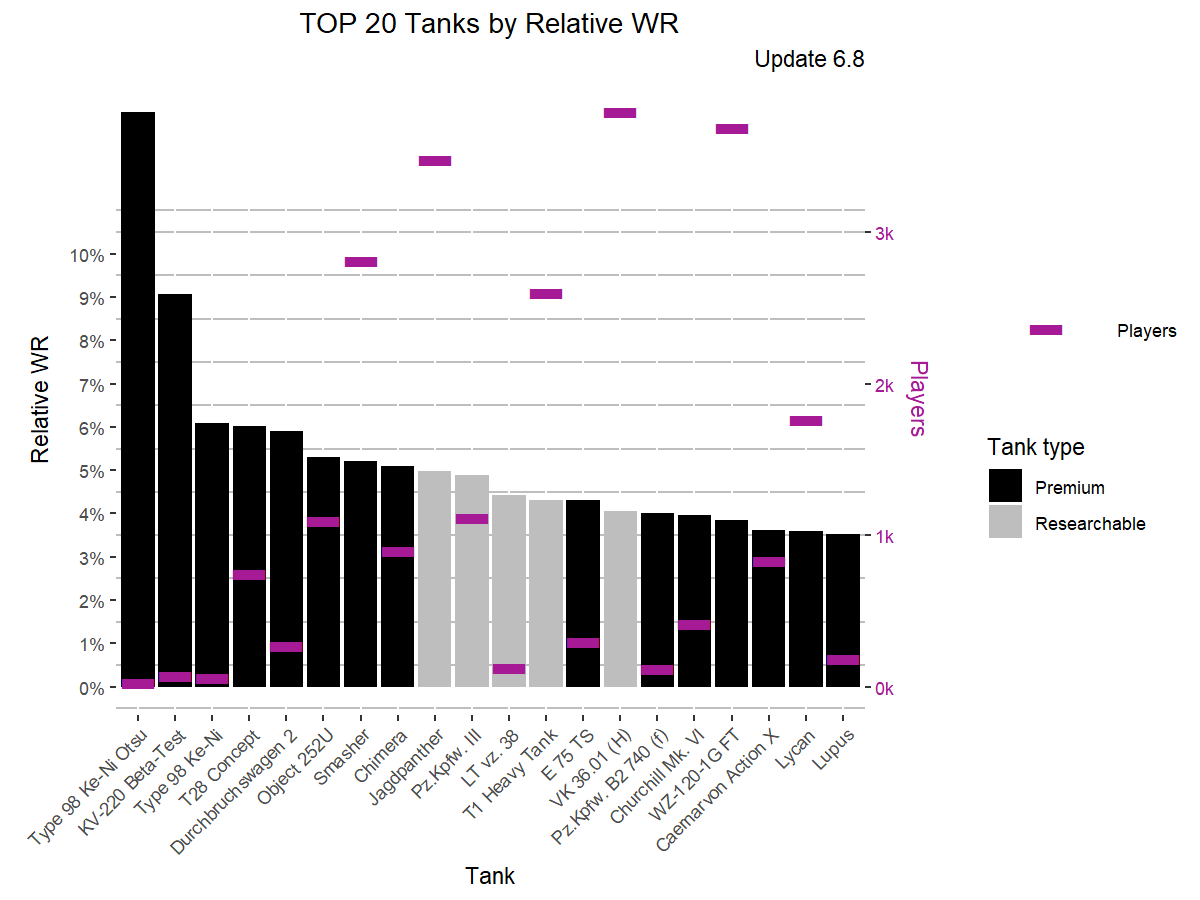 TOP 20 Tanks by Relative WR
Update 6.8
Relative WR
10%
9%
8%
7%
6%
5%
4%
3%
2%
1%
0%
3k
2k
1k
0k
Players
Type 98 Ke-Ni Otsu
KV-220 Beta-Test
Type 98 Ke-Ni
T28 Concept
Durchbruchswagen 2
Object 252U
Smasher
Chimera
Jagdpanther
Pz.Kpfw. III
LT vz. 38
T1 Heavy Tank
E 75 TS
VK 36.01 (H)
Pz.Kpfw. B2 740 (f)
Churchill Mk. VI
WZ-120-1G FT
Caernarvon Action X
Lycan
Lupus
Tank
Players
Tank type
Premium
Researchable